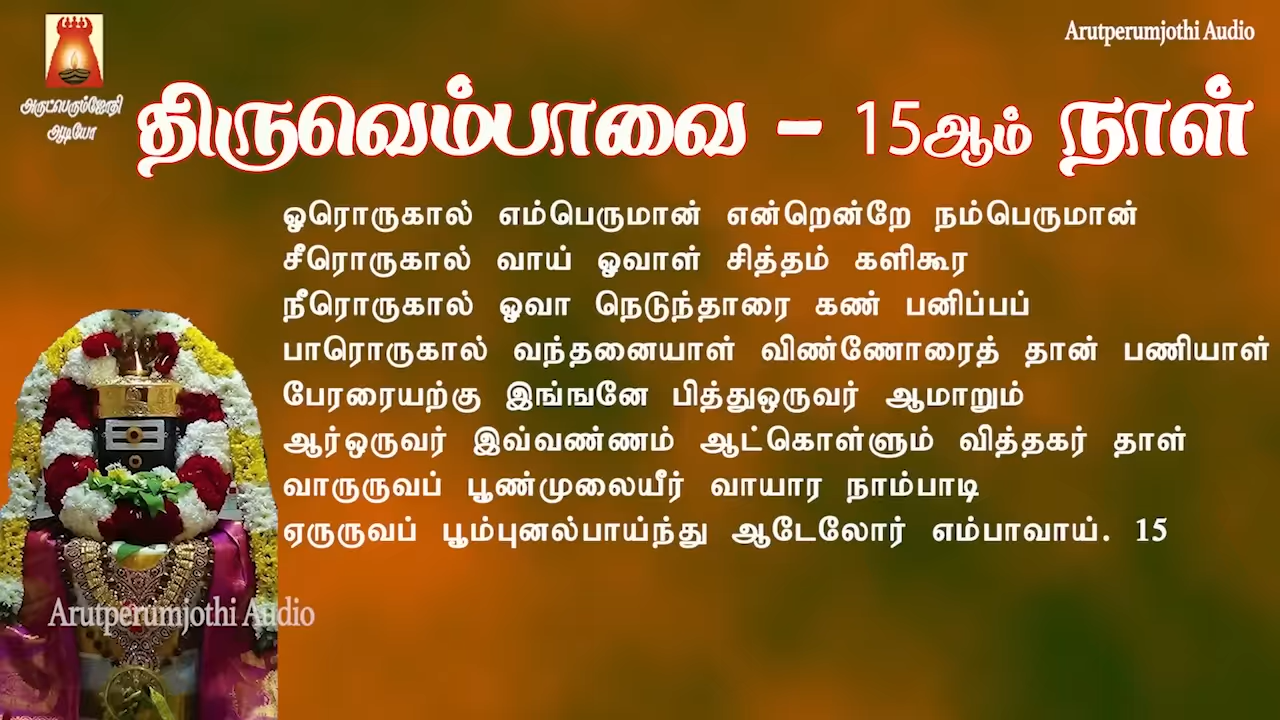 Arutperumjothi Audio
அருட்பெரும்ஜோதி
ஆடியோ
திருவெம்பாவை - 15ஆம் நாள்
ஓரொருகால் எம்பெருமான் என்றென்றே நம்பெருமான்
சீரொருகால் வாய் ஓவாள் சித்தம் களிகூர
நீரொருகால் ஓவா நெடுந்தாரை கண் பனிப்பப்
பாரொருகால் வந்தனையாள் விண்ணோரைத் தான் பணியாள்
பேரரையற்கு இங்ஙனே பித்துஒருவர் ஆமாறும்
ஆர்ஒருவர் இவ்வண்ணம் ஆட்கொள்ளும் வித்தகர் தாள்
வாருருவப் பூண்முலையீர் வாயார நாம்பாடி
ஏருருவப் பூம்புனல்பாய்ந்து ஆடேலோர் எம்பாவாய். 15
Arutperumjothi Audio